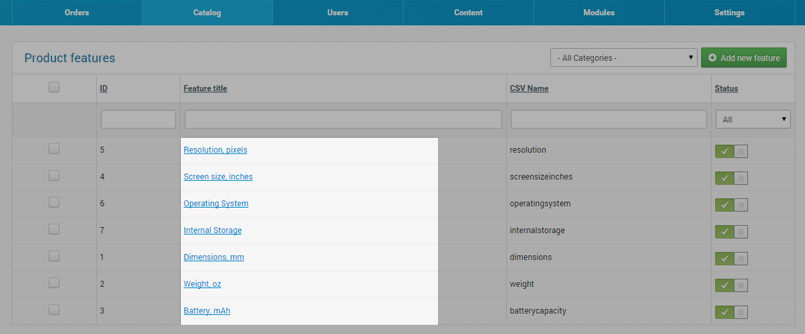 Orders Catalog Users Content Modules Settings
Product features - All Categories - Add new feature
ID Feature title CSV Name Status
All
5 Resolution, pixels resolution
4 Screen size, inches screensizeinches
6 Operating System operatingsystem
7 Internal Storage internalstorage
1 Dimensions, mm dimensions
2 Weight, oz weight
3 Battery, mAh batterycapacity